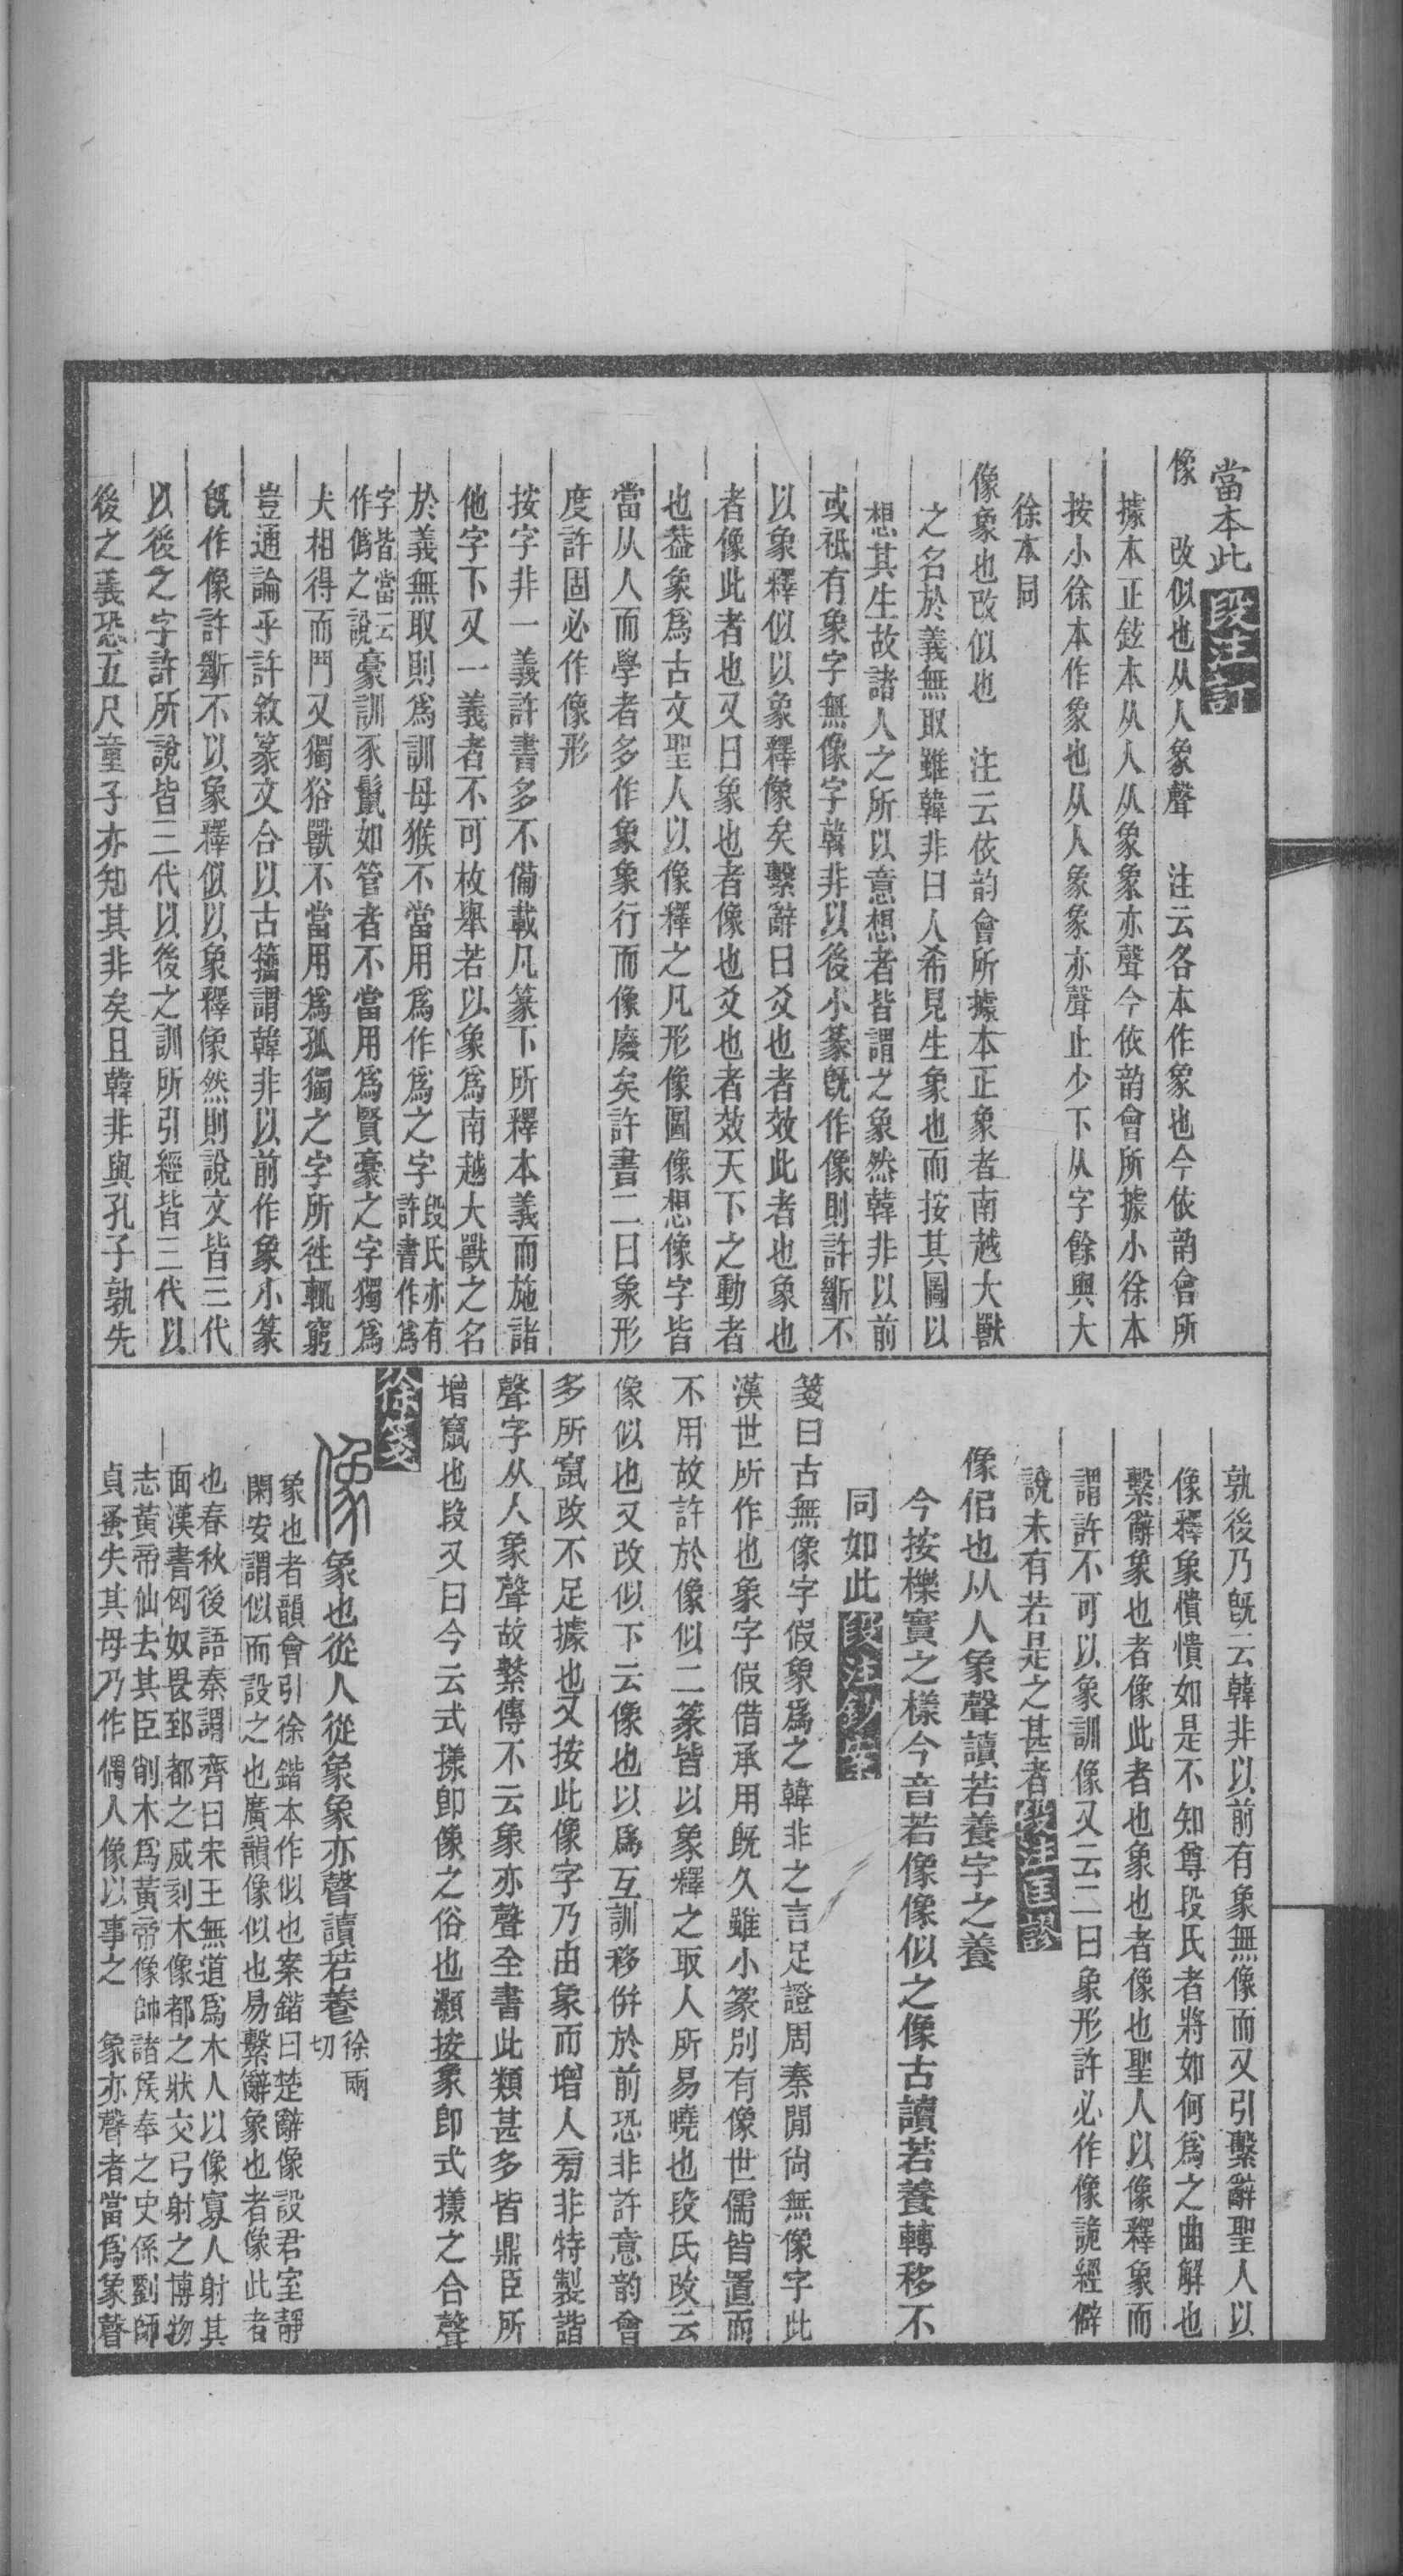 當本此段注訂
像　改似也从人象聲　注云各本作象也今依韵會所
據本正鉉本从人从象象亦聲今依韵會所據小徐本
按小徐本作象也从人象象亦聲止少下从字餘與大
徐本同
像象也改似也　注云依韵會所據本正象者南越大獸
之名於義無取雖韓非曰人希見生象也而按其圖以
想其生故諸人之所以意想者皆謂之象然韓非以前
或衹有象字無像字韓非以後小篆旣作像則許斷不
以象釋似以象釋像矣繫辭曰爻也者效此者也象也
者像此者也又曰象也者像也爻也者效天下之動者
也葢象爲古文聖人以像釋之凡形像圖像想像字皆
當从人而學者多作象象行而像廢矣許書二曰象形
度許固必作像形
按字非一義許書多不備載凡篆下所釋本義而施諸
他字下又一義者不可枚舉若以象爲南越大獸之名
於義無取則爲訓母猴不當用爲作爲之字段氏亦有許書作爲
字皆當云作僞之說豪訓豕鬣如管者不當用爲賢豪之字獨爲
犬相得而鬥又獨狢獸不當用爲孤獨之字所徃輒窮
豈通論乎許敘篆文合以古籀謂韓非以前作象小篆
旣作像許斷不以象釋似以象釋像然則說文皆三代
以後之字許所說皆三代以後之訓所引經皆三代以
後之義恐五尺童子亦知其非矣且韓非與孔子孰先
孰後乃旣云韓非以前有象無像而又引繫辭聖人以
像釋象憒憒如是不知尊段氏者將如何爲之曲解也
繫辭象也者像此者也象也者像也聖人以像釋象而
謂許不可以象訓像又云二曰象形許必作像詭經僻
說未有若是之甚者段注匡謬
像佀也从人象聲讀若養字之養
今按櫟實之樣今音若像像似之像古讀若養轉移不
同如此段注鈔案
箋曰古無像字假象爲之韓非之言足證周秦閒尙無像字此
漢世所作也象字假借承用旣久雖小篆別有像世儒皆置而
不用故許於像似二篆皆以象釋之取人所易曉也段氏改云
像似也又改似下云像也以爲互訓移倂於前恐非許意韵會
多所竄改不足據也又按此像字乃由象而增人旁非特製諧
聲字从人象聲故繫傳不云象亦聲全書此類甚多皆鼎臣所
增竄也段又曰今云式㨾卽像之俗也灝按象卽式㨾之合聲
徐箋
像象也從人從象象亦聲讀若養徐兩切
象也者韻會引徐鍇本作似也案鍇曰楚辭像設君室靜
閑安謂似而設之也廣韻像似也易繫辭象也者像此者
也春秋後語秦謂齊曰宋王無道爲木人以像寡人射其
面漢書匈奴畏郅都之威刻木像都之狀交弓射之博物
志黃帝仙去其臣削木爲黃帝像帥諸矦奉之史係劉師
貞蚤失其母乃作偶人像以事之　象亦聲者當爲象聲